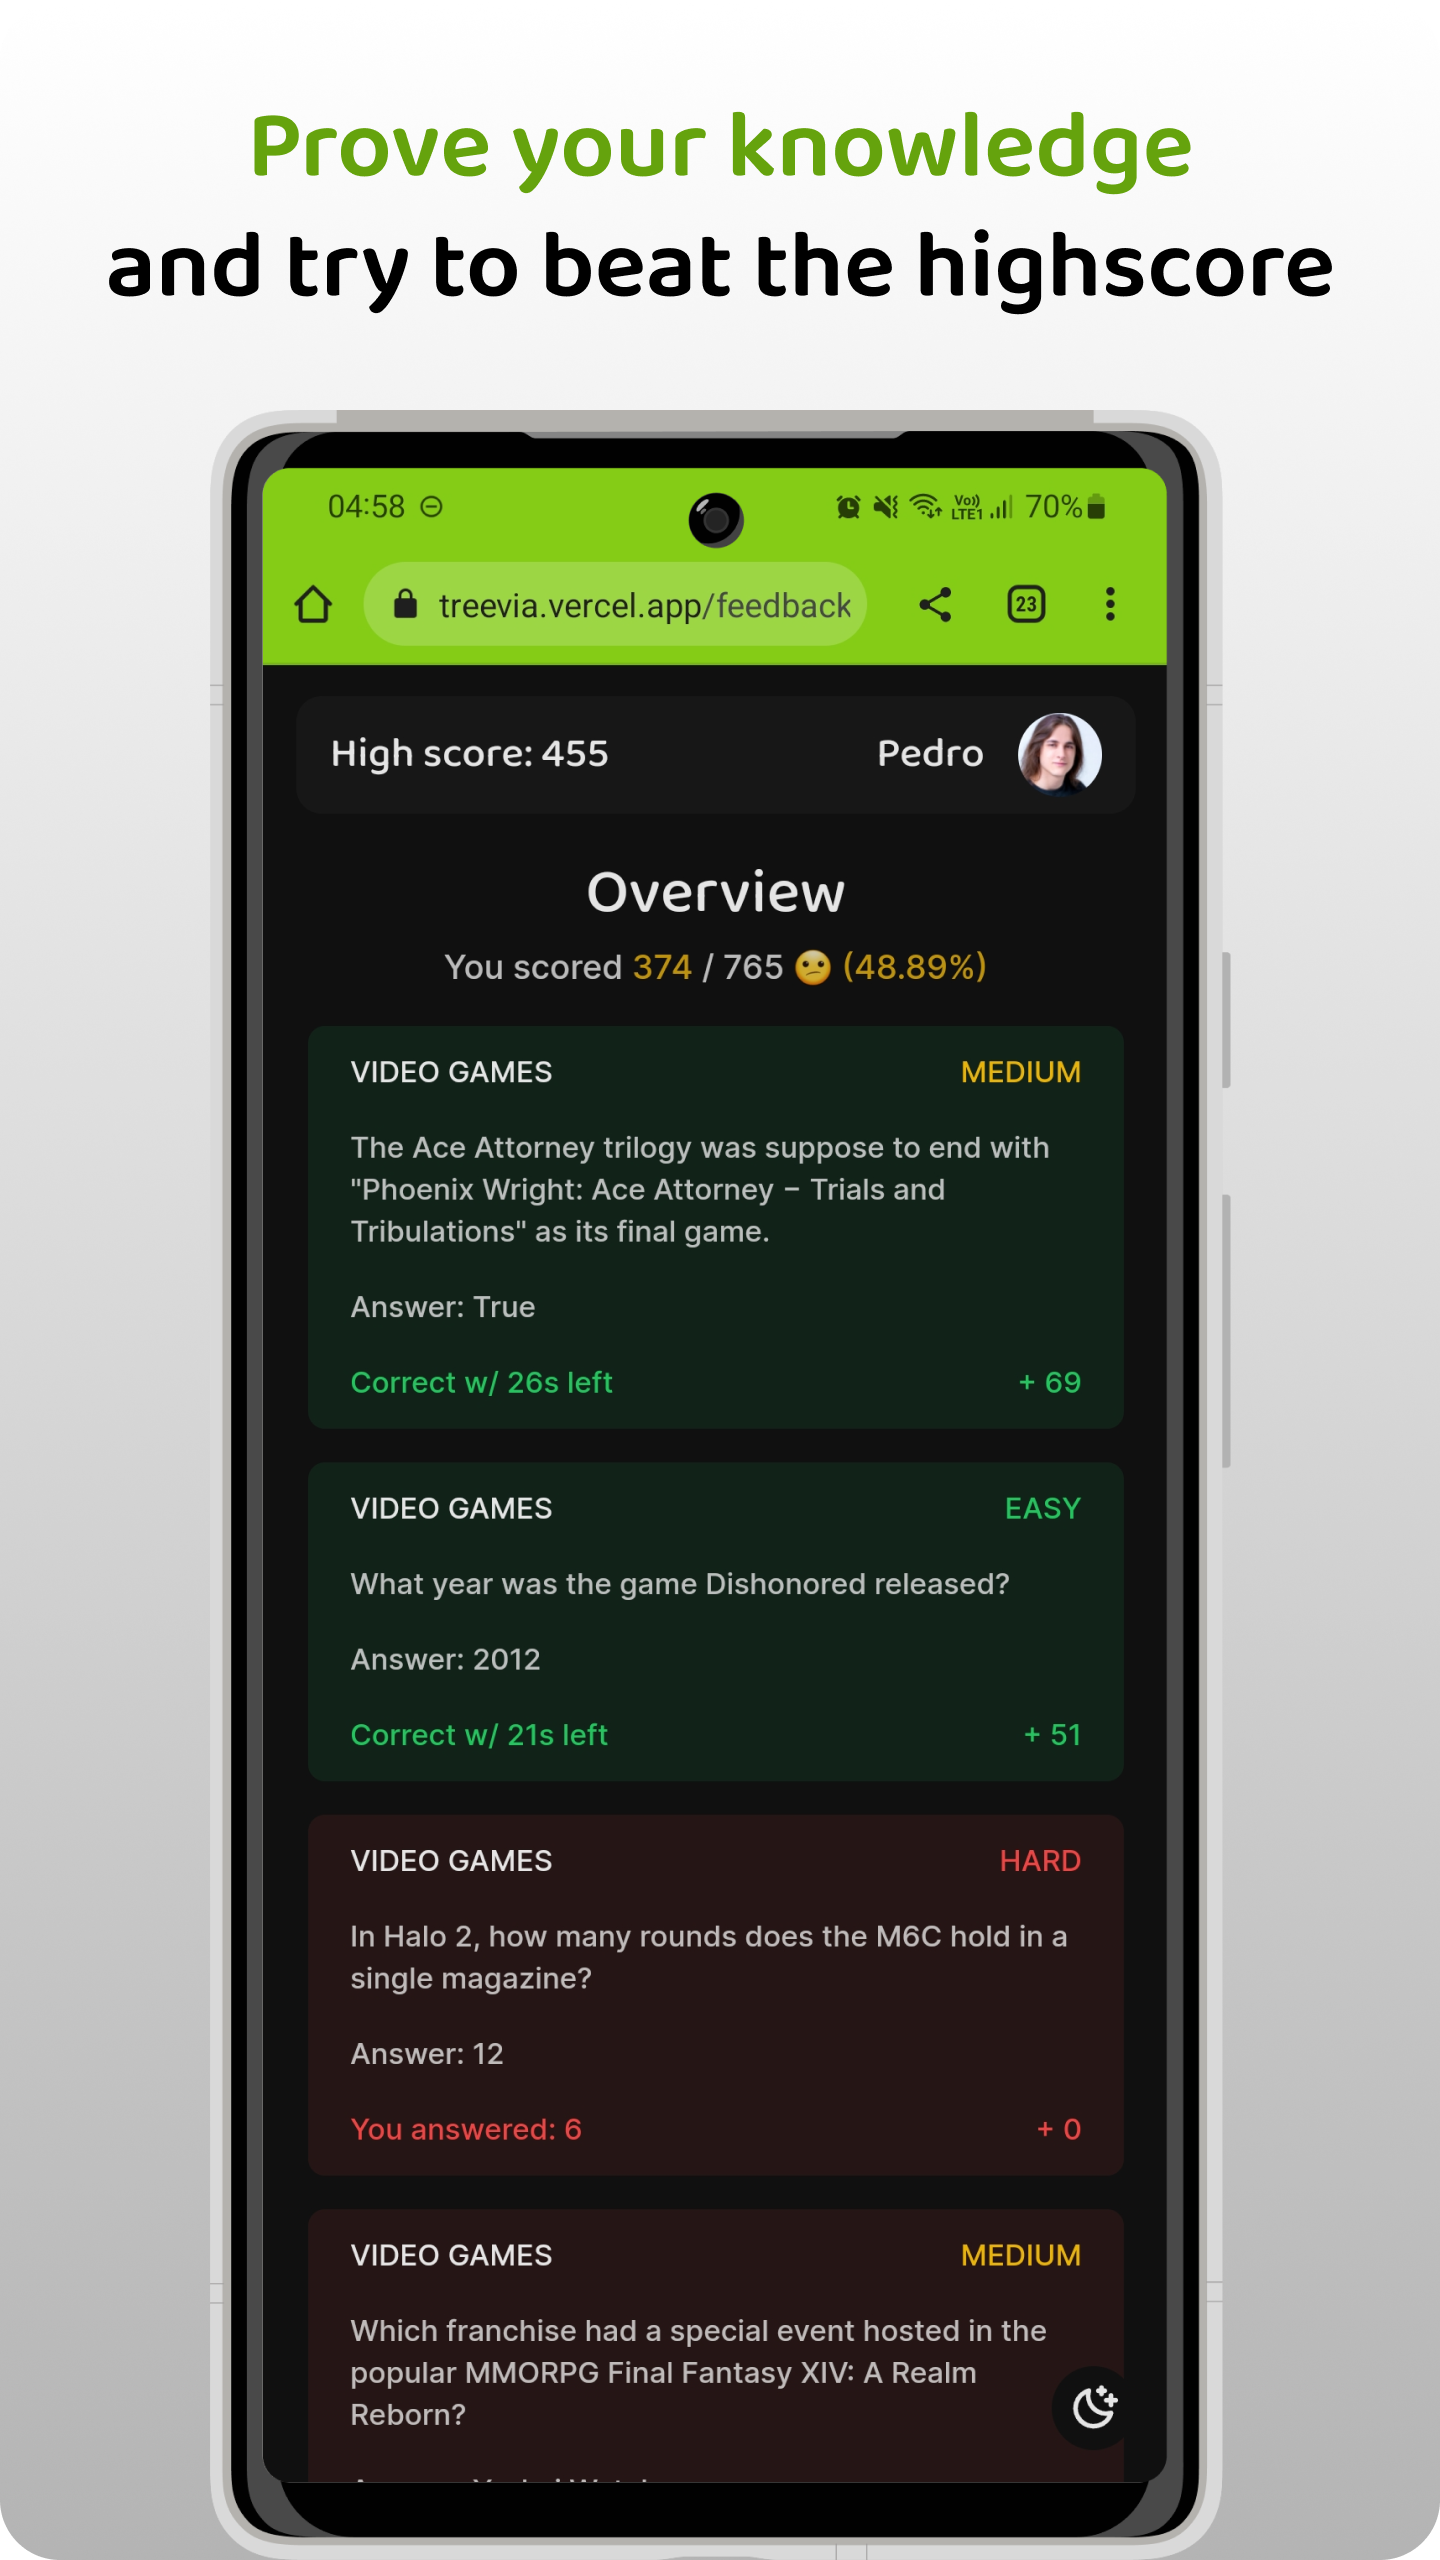 Prove your knowledge
and try to beat the highscore
04:58
Vo))
LTE1
70%
treevia.vercel.app/feedback
23
High score: 455
Pedro
Overview
You scored 374 / 765 😕 (48.89%)
VIDEO GAMES
MEDIUM
The Ace Attorney trilogy was suppose to end with
"Phoenix Wright: Ace Attorney – Trials and
Tribulations" as its final game.
Answer: True
Correct w/ 26s left
+ 69
VIDEO GAMES
EASY
What year was the game Dishonored released?
Answer: 2012
Correct w/ 21s left
+ 51
VIDEO GAMES
HARD
In Halo 2, how many rounds does the M6C hold in a
single magazine?
Answer: 12
You answered: 6
+ 0
VIDEO GAMES
MEDIUM
Which franchise had a special event hosted in the
popular MMORPG Final Fantasy XIV: A Realm
Reborn?